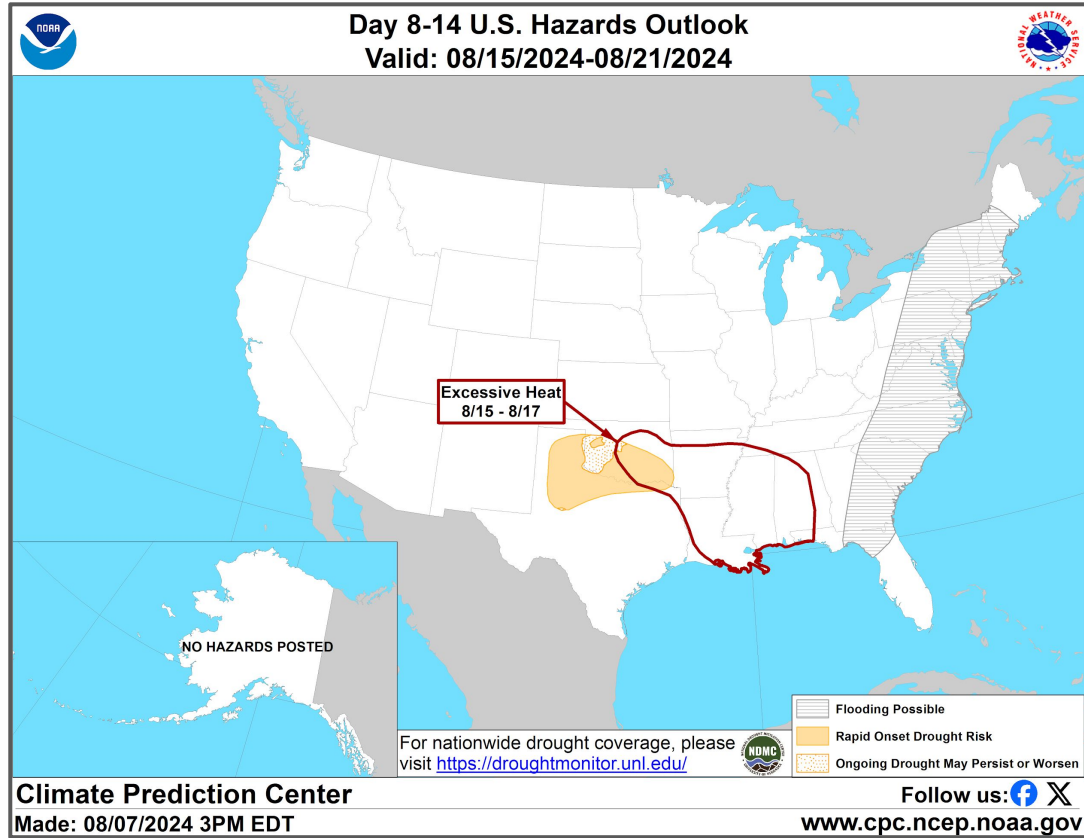 NOAA
Day 8-14 U.S. Hazards Outlook
Valid: 08/15/2024-08/21/2024
NATIONAL WEATHER SERVICE
Excessive Heat
8/15 - 8/17
NO HAZARDS POSTED
For nationwide drought coverage, please
visit https://droughtmonitor.unl.edu/
NDMC
Flooding Possible
Rapid Onset Drought Risk
Ongoing Drought May Persist or Worsen
Climate Prediction Center
Follow us:
Made: 08/07/2024 3PM EDT
www.cpc.ncep.noaa.gov